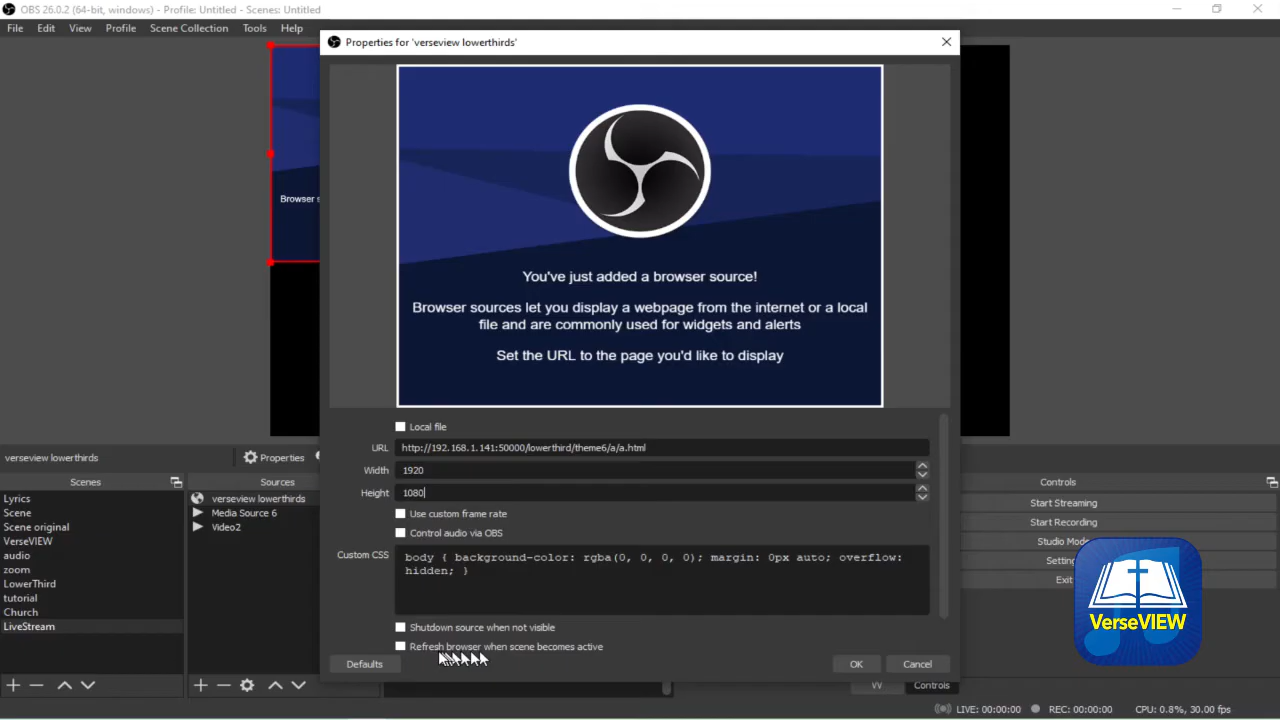 OBS 26.0.2 (64-bit, windows) - Profile: Untitled - Scenes: Untitled
File Edit View Profile Scene Collection Tools Help
Properties for 'verseview lowerthirds'
Browser s
You've just added a browser source!
Browser sources let you display a webpage from the internet or a local
file and are commonly used for widgets and alerts
Set the URL to the page you'd like to display
Local file
URL http://192.168.1.141:50000/lowerthird/theme6/a/a.html
Width 1920
Height 1080
Use custom frame rate
Control audio via OBS
Custom CSS body { background-color: rgba(0, 0, 0, 0); margin: 0px auto; overflow:
hidden; }
Shutdown source when not visible
Refresh browser when scene becomes active
Defaults OK Cancel
verseview lowerthirds Properties
Scenes
Lyrics
Scene
Scene original
VerseVIEW
audio
zoom
LowerThird
tutorial
Church
LiveStream
Sources
verseview lowerthirds
Media Source 6
Video2
Controls
Start Streaming
Start Recording
Studio Mode
Setting
Exit
VerseVIEW
Controls
LIVE: 00:00:00 REC: 00:00:00 CPU: 0.8%, 30.00 fps